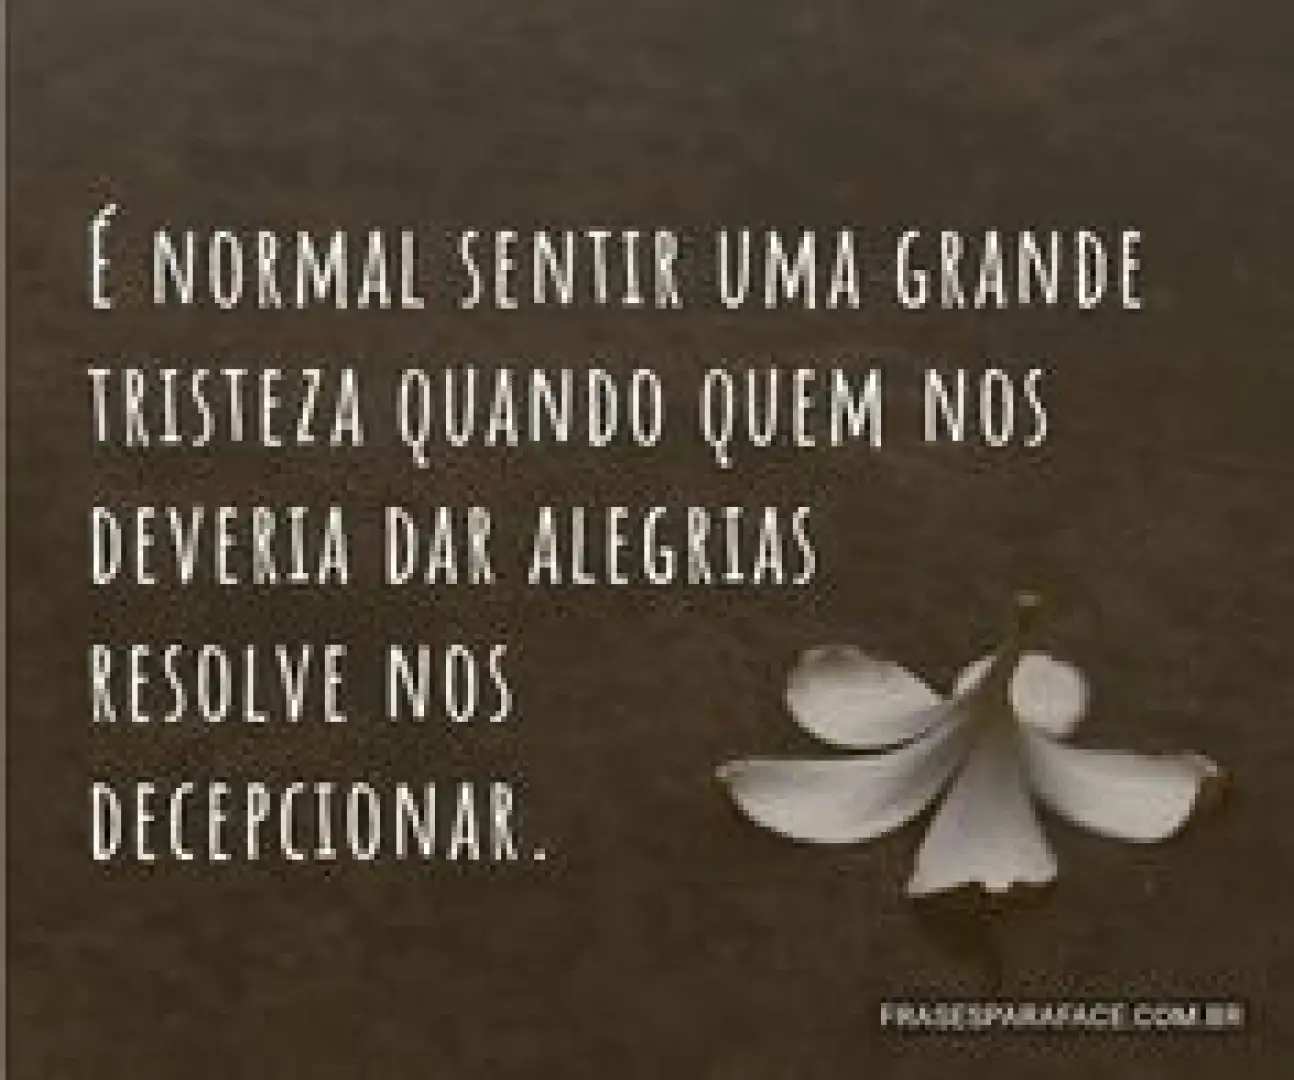 É NORMAL SENTIR UMA GRANDE
TRISTEZA QUANDO QUEM NOS
DEVERIA DAR ALEGRIAS
RESOLVE NOS
DECEPCIONAR.
FRASESPARAFACE.COM.BR